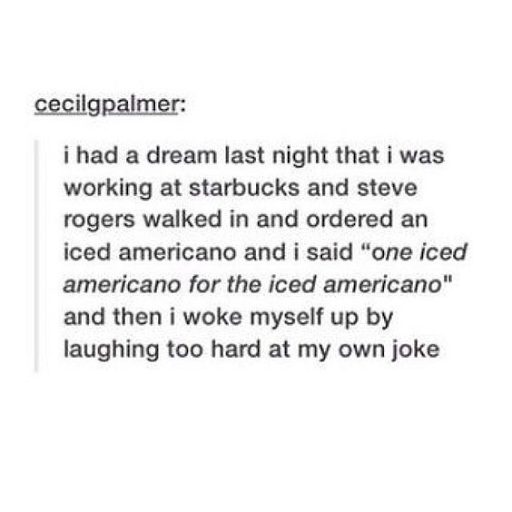 cecilgpalmer:
i had a dream last night that i was
working at starbucks and steve
rogers walked in and ordered an
iced americano and i said “one iced
americano for the iced americano"
and then i woke myself up by
laughing too hard at my own joke